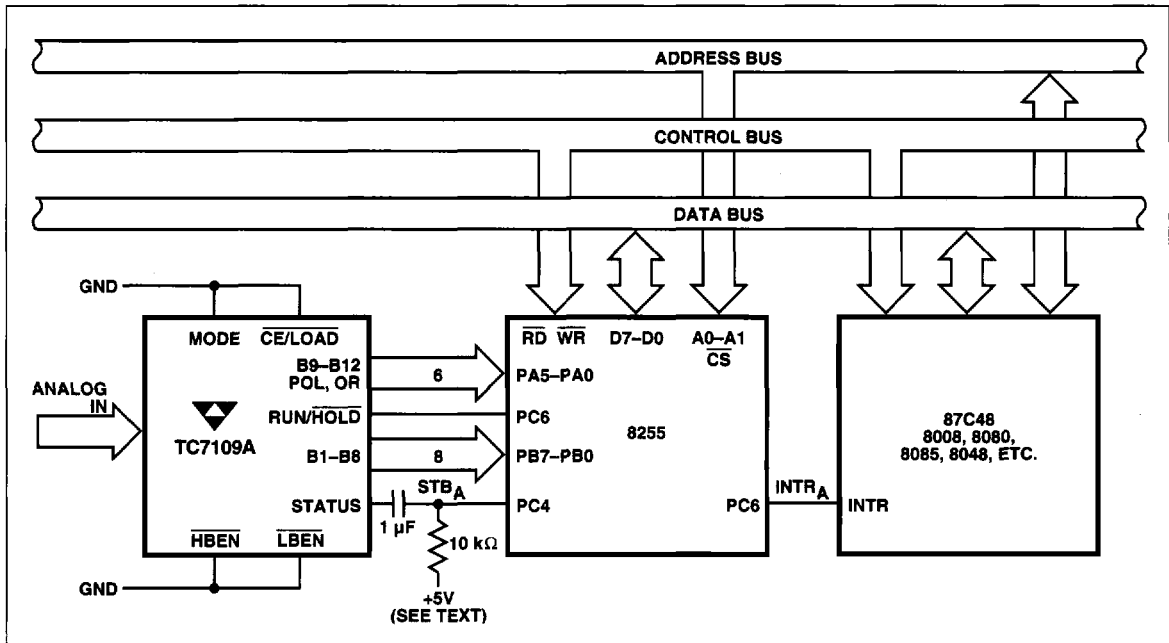 ADDRESS BUS
CONTROL BUS
DATA BUS
GND
MODE CE/LOAD
RD WR D7–D0 A0–A1
CS
B9–B12
POL, OR
6
PA5–PA0
ANALOG
IN
RUN/HOLD
PC6
TC7109A
8255
87C48
8008, 8080,
8085, 8048, ETC.
B1–B8
8
PB7–PB0
STATUS
STBA
PC4
PC6
INTRA
INTR
1 µF
HBEN LBEN
10 kΩ
GND
+5V
(SEE TEXT)